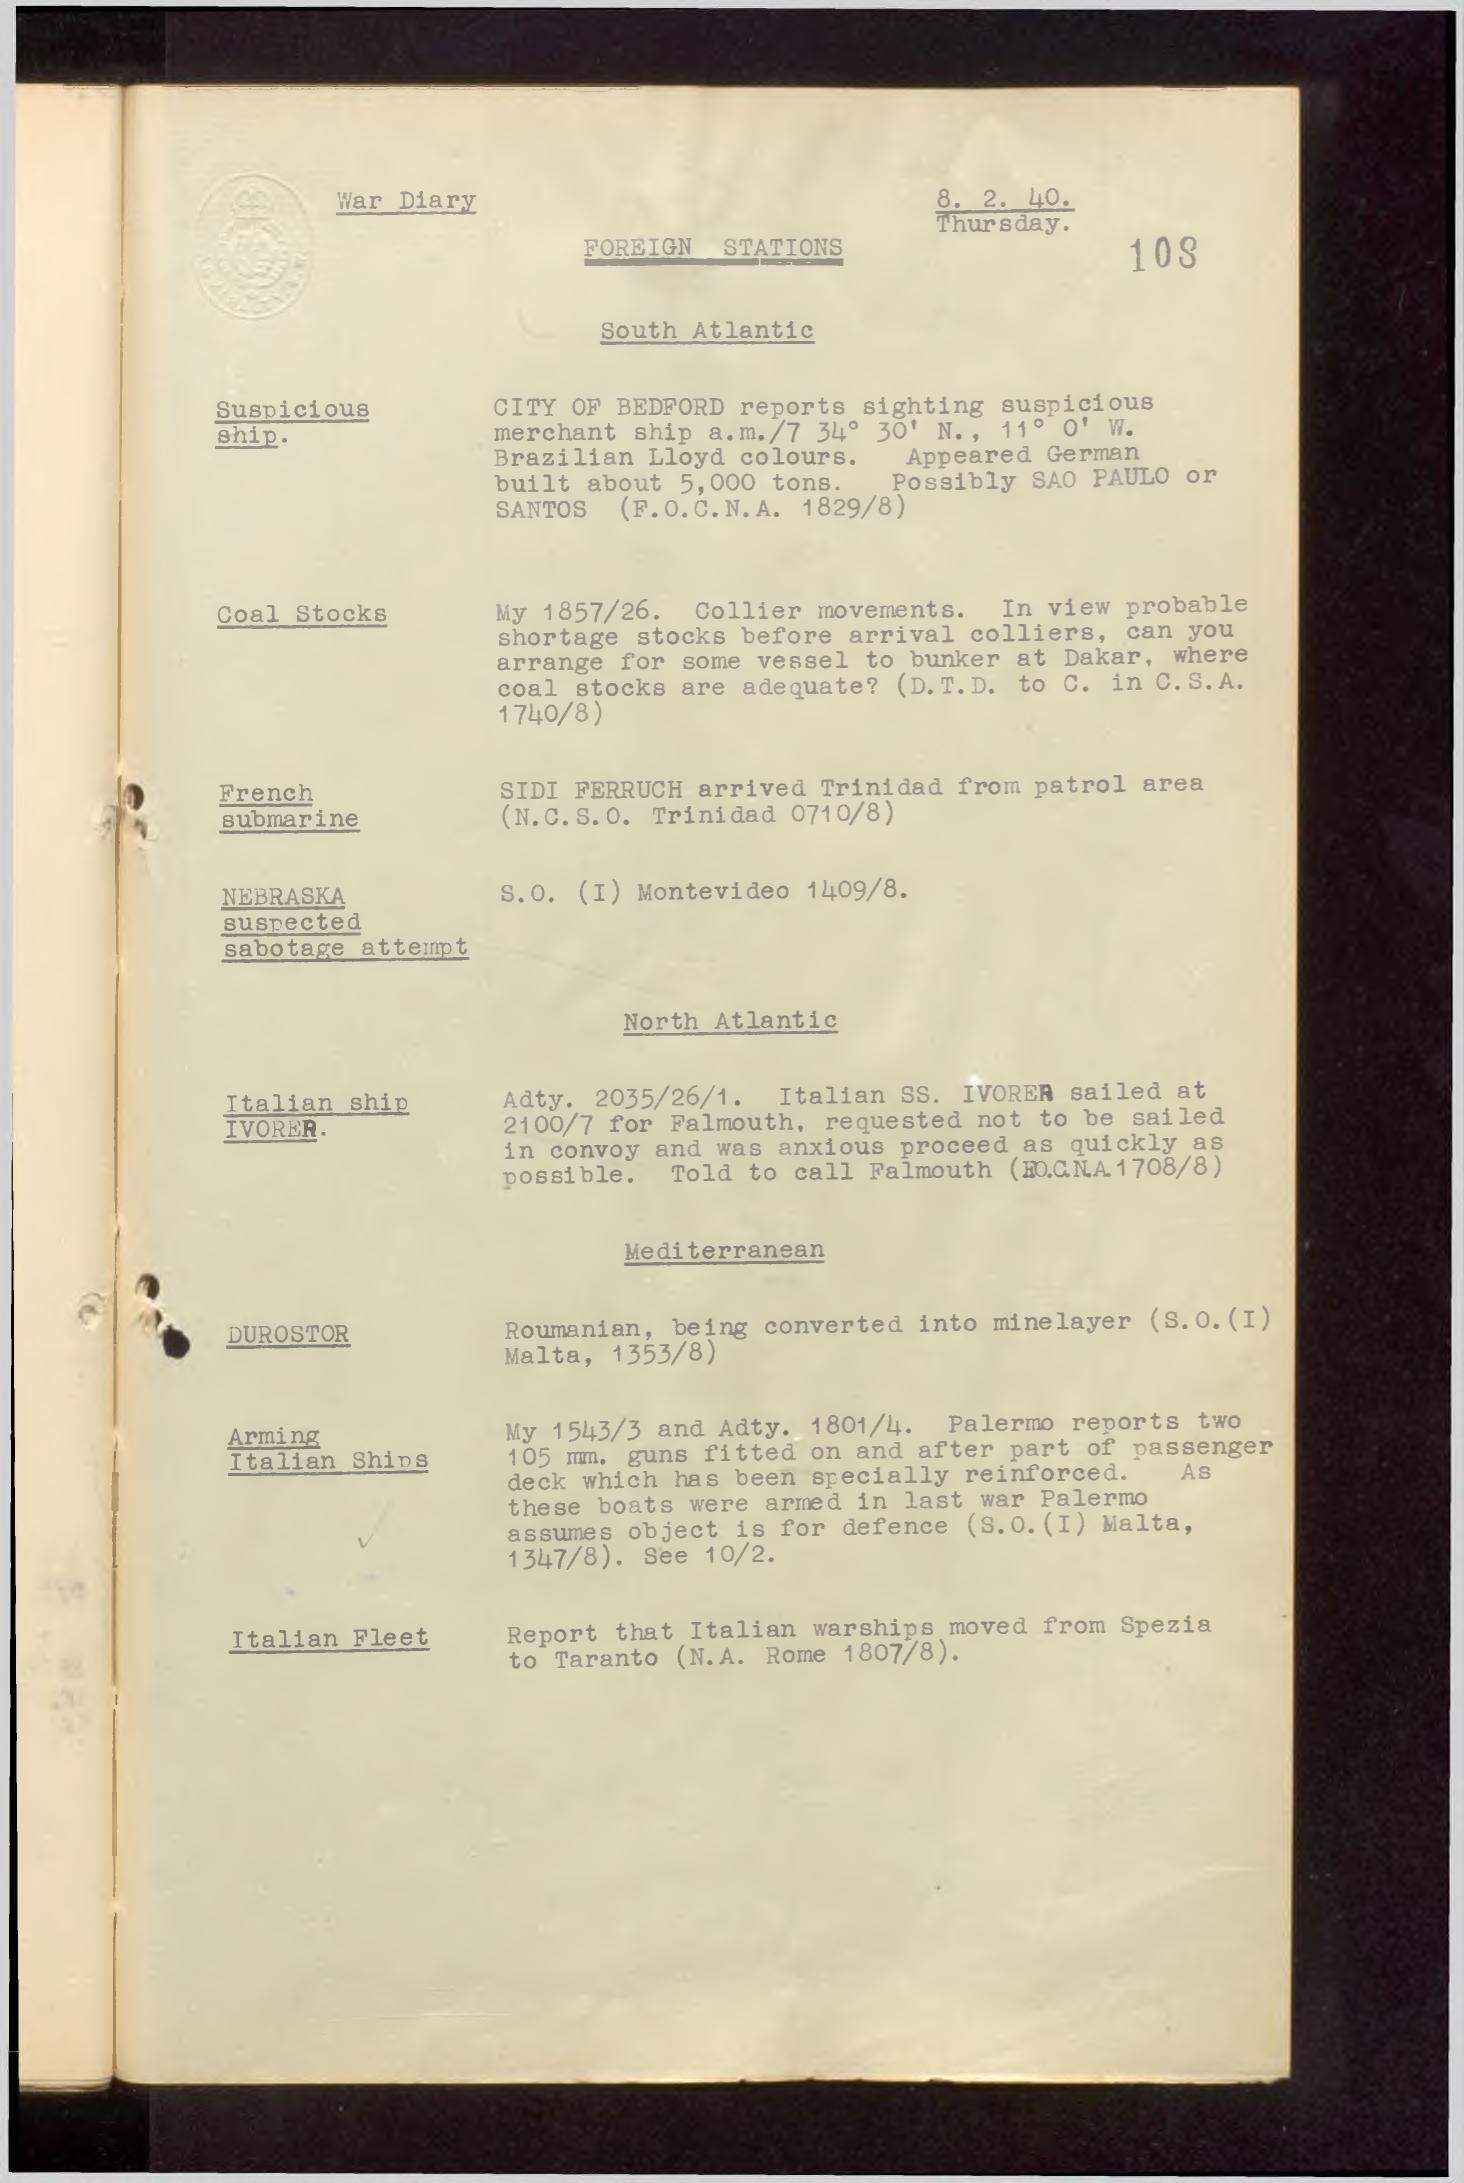 War Diary
8. 2. 40.
Thursday.
FOREIGN STATIONS
108
South Atlantic
Suspicious
ship.
CITY OF BEDFORD reports sighting suspicious
merchant ship a.m./7 34° 30' N., 11° 0' W.
Brazilian Lloyd colours. Appeared German
built about 5,000 tons. Possibly SAO PAULO or
SANTOS (F.O.C.N.A. 1829/8)
Coal Stocks
My 1857/26. Collier movements. In view probable
shortage stocks before arrival colliers, can you
arrange for some vessel to bunker at Dakar, where
coal stocks are adequate? (D.T.D. to C. in C.S.A.
1740/8)
French
submarine
SIDI FERRUCH arrived Trinidad from patrol area
(N.C.S.O. Trinidad 0710/8)
NEBRASKA
suspected
sabotage attempt
S.O. (I) Montevideo 1409/8.
North Atlantic
Italian ship
IVORER.
Adty. 2035/26/1. Italian SS. IVORER sailed at
2100/7 for Falmouth, requested not to be sailed
in convoy and was anxious proceed as quickly as
possible. Told to call Falmouth (F.O.C.N.A. 1708/8)
Mediterranean
DUROSTOR
Roumanian, being converted into minelayer (S.O.(I)
Malta, 1353/8)
Arming
Italian Ships
My 1543/3 and Adty. 1801/4. Palermo reports two
105 mm. guns fitted on and after part of passenger
deck which has been specially reinforced. As
these boats were armed in last war Palermo
assumes object is for defence (S.O.(I) Malta,
1347/8). See 10/2.
Italian Fleet
Report that Italian warships moved from Spezia
to Taranto (N.A. Rome 1807/8).